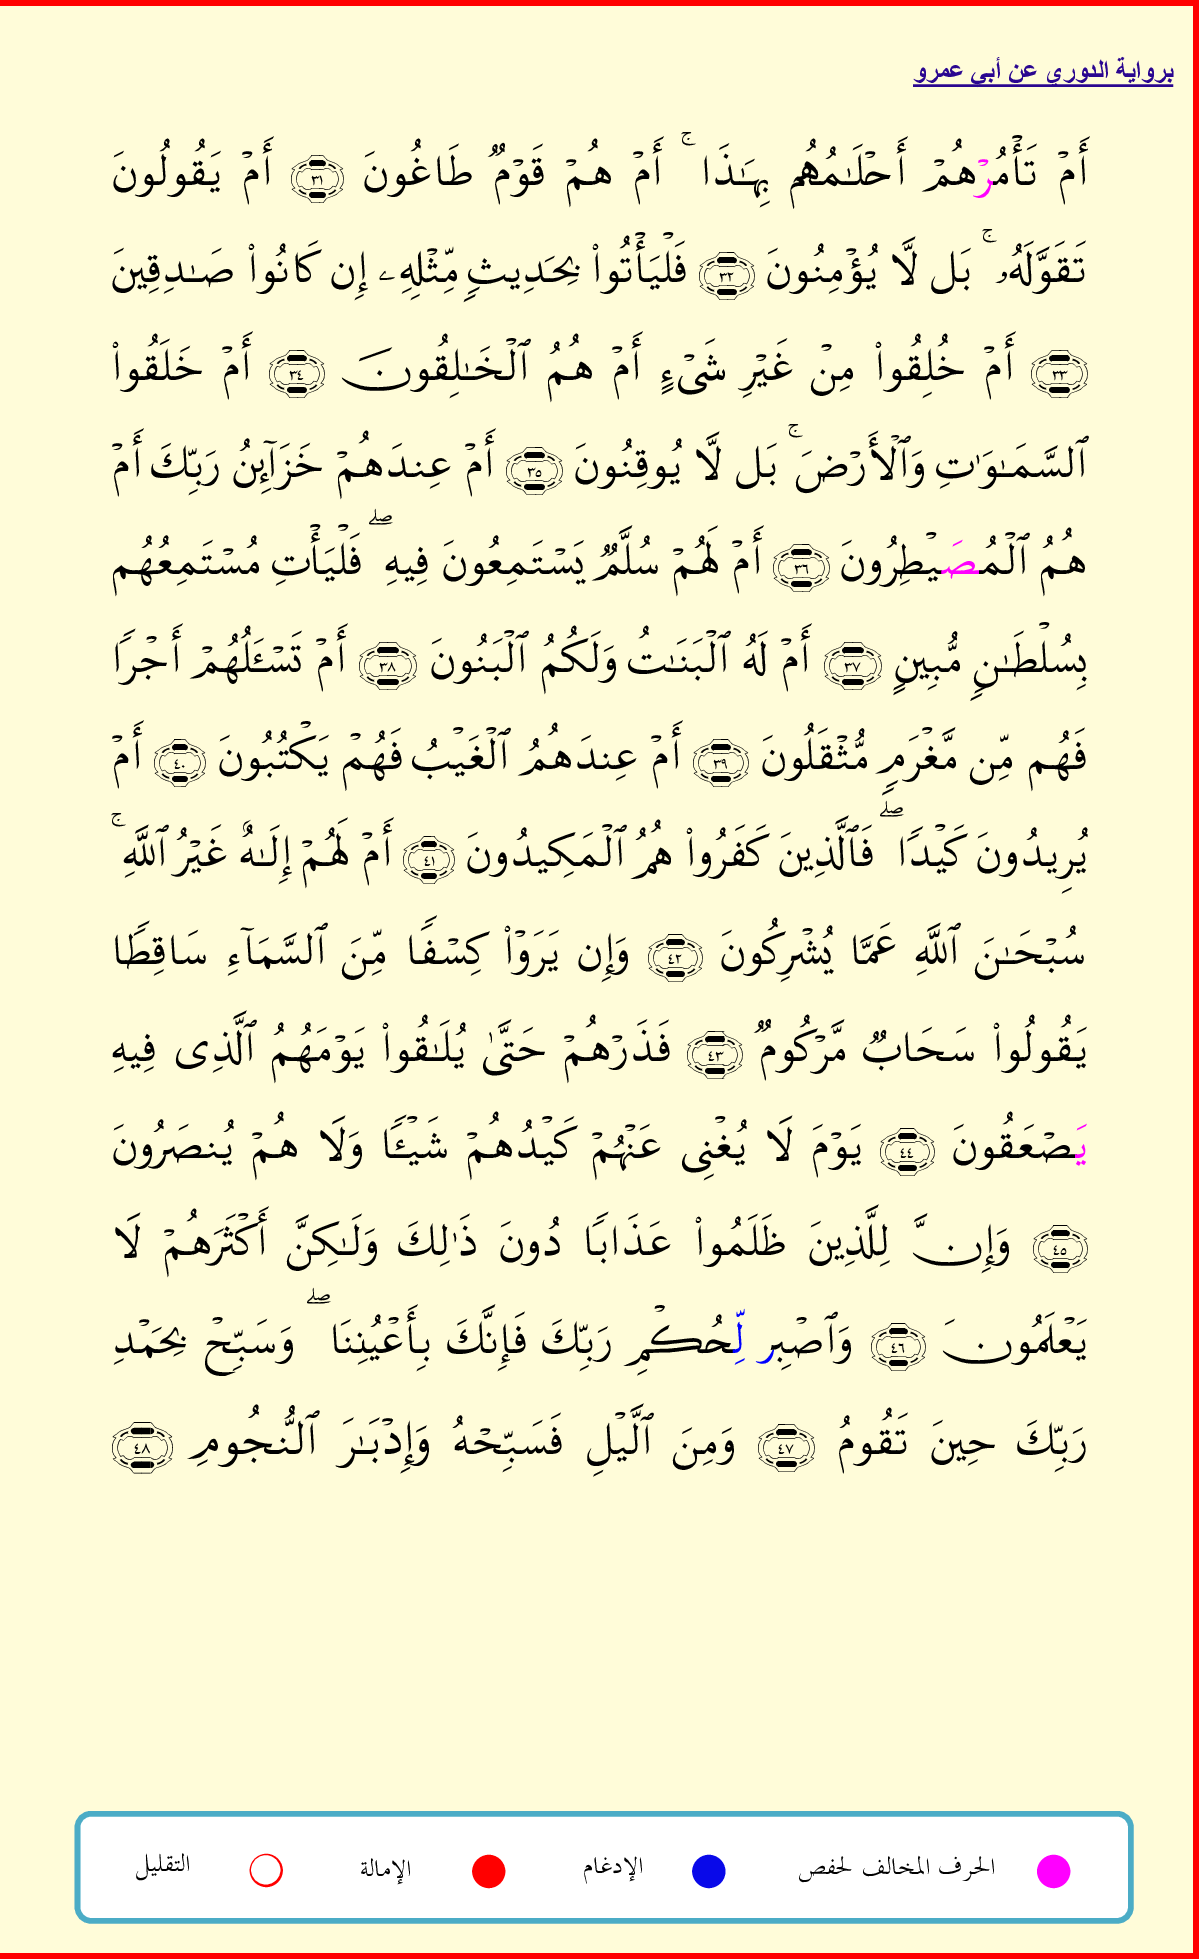 برواية الدوري عن أبي عمرو
أَمۡ تَأۡمُرۡهُمۡ أَحۡلَٰمُهُم بِهَٰذَاۚ أَمۡ هُمۡ قَوۡمٞ طَاغُونَ ٣١ أَمۡ يَقُولُونَ
تَقَوَّلَهُۥۚ بَل لَّا يُؤۡمِنُونَ ٣٢ فَلۡيَأۡتُواْ بِحَدِيثٖ مِّثۡلِهِۦ إِن كَانُواْ صَٰدِقِينَ
٣٣ أَمۡ خُلِقُواْ مِنۡ غَيۡرِ شَيۡءٍ أَمۡ هُمُ ٱلۡخَٰلِقُونَ ٣٤ أَمۡ خَلَقُواْ
ٱلسَّمَٰوَٰتِ وَٱلۡأَرۡضَۚ بَل لَّا يُوقِنُونَ ٣٥ أَمۡ عِندَهُمۡ خَزَآئِنُ رَبِّكَ أَمۡ
هُمُ ٱلۡمُصَيۡطِرُونَ ٣٦ أَمۡ لَهُمۡ سُلَّمٞ يَسۡتَمِعُونَ فِيهِۖ فَلۡيَأۡتِ مُسۡتَمِعُهُم
بِسُلۡطَٰنٖ مُّبِينٍ ٣٧ أَمۡ لَهُ ٱلۡبَنَٰتُ وَلَكُمُ ٱلۡبَنُونَ ٣٨ أَمۡ تَسۡـَٔلُهُمۡ أَجۡرٗا
فَهُم مِّن مَّغۡرَمٖ مُّثۡقَلُونَ ٣٩ أَمۡ عِندَهُمُ ٱلۡغَيۡبُ فَهُمۡ يَكۡتُبُونَ ٤٠ أَمۡ
يُرِيدُونَ كَيۡدٗاۖ فَٱلَّذِينَ كَفَرُواْ هُمُ ٱلۡمَكِيدُونَ ٤١ أَمۡ لَهُمۡ إِلَٰهٌ غَيۡرُ ٱللَّهِۚ
سُبۡحَٰنَ ٱللَّهِ عَمَّا يُشۡرِكُونَ ٤٢ وَإِن يَرَوۡاْ كِسۡفٗا مِّنَ ٱلسَّمَآءِ سَاقِطٗا
يَقُولُواْ سَحَابٞ مَّرۡكُومٞ ٤٣ فَذَرۡهُمۡ حَتَّىٰ يُلَٰقُواْ يَوۡمَهُمُ ٱلَّذِي فِيهِ
يَصۡعَقُونَ ٤٤ يَوۡمَ لَا يُغۡنِي عَنۡهُمۡ كَيۡدُهُمۡ شَيۡـٔٗا وَلَا هُمۡ يُنصَرُونَ
٤٥ وَإِنَّ لِلَّذِينَ ظَلَمُواْ عَذَابٗا دُونَ ذَٰلِكَ وَلَٰكِنَّ أَكۡثَرَهُمۡ لَا
يَعۡلَمُونَ ٤٦ وَٱصۡبِر لِّحُكۡمِ رَبِّكَ فَإِنَّكَ بِأَعۡيُنِنَاۖ وَسَبِّحۡ بِحَمۡدِ
رَبِّكَ حِينَ تَقُومُ ٤٧ وَمِنَ ٱلَّيۡلِ فَسَبِّحۡهُ وَإِدۡبَٰرَ ٱلنُّجُومِ ٤٨
الحرف المخالف لحفص الإدغام الإمالة التقليل